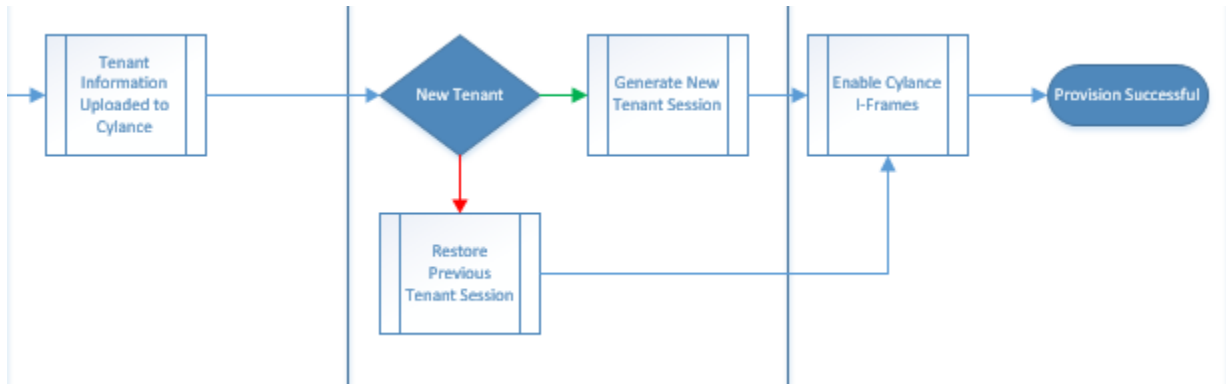 Tenant
Information
Uploaded to
Cylance
New Tenant
Generate New
Tenant Session
Enable Cylance
I-Frames
Provision Successful
Restore
Previous
Tenant Session